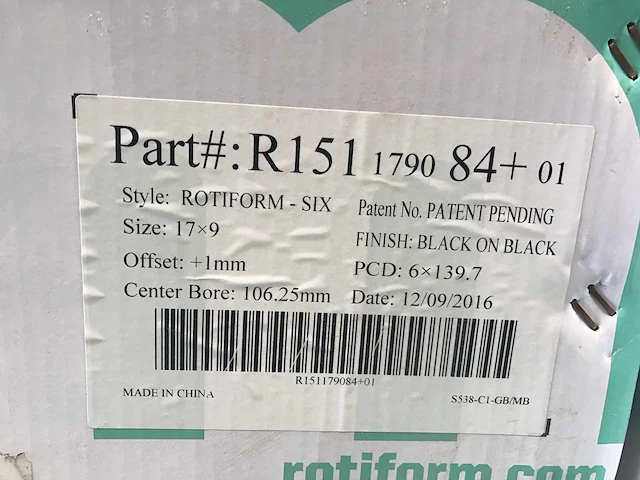 Part#: R151 1790 84+ 01
Style: ROTIFORM - SIX
Patent No. PATENT PENDING
Size: 17×9
FINISH: BLACK ON BLACK
Offset: +1mm
PCD: 6×139.7
Center Bore: 106.25mm
Date: 12/09/2016
R151179084+01
MADE IN CHINA
S538-C1-GB/MB
rotiform.com